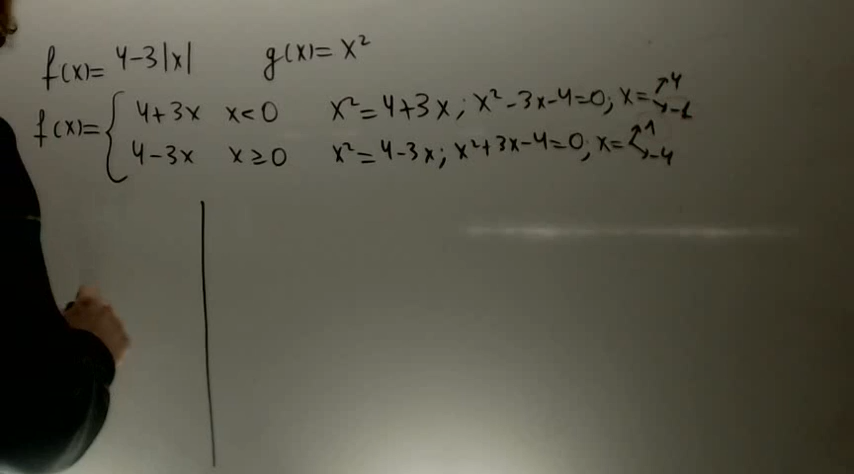 f(x)= 4-3|x| g(x)= x²
f(x)= { 4+3x x<0 x²=4+3x; x²-3x-4=0; x= ↗4 ↘-1
4-3x x≥0 x²=4-3x; x²+3x-4=0; x= ↗1 ↘-4